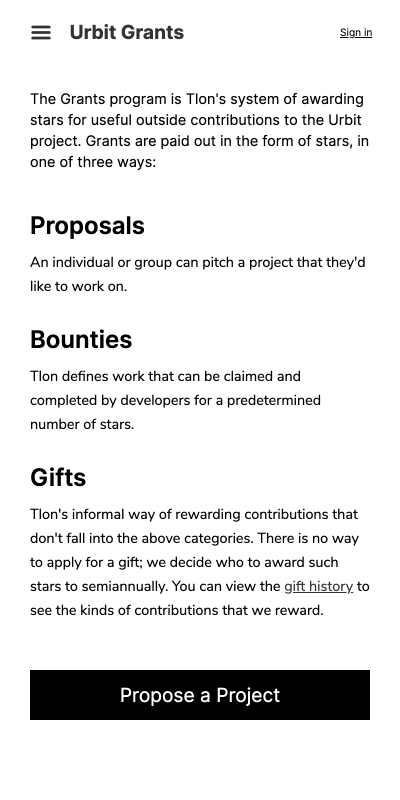 Urbit Grants
Sign in
The Grants program is Tlon's system of awarding
stars for useful outside contributions to the Urbit
project. Grants are paid out in the form of stars, in
one of three ways:
Proposals
An individual or group can pitch a project that they'd
like to work on.
Bounties
Tlon defines work that can be claimed and
completed by developers for a predetermined
number of stars.
Gifts
Tlon's informal way of rewarding contributions that
don't fall into the above categories. There is no way
to apply for a gift; we decide who to award such
stars to semiannually. You can view the gift history to
see the kinds of contributions that we reward.
Propose a Project